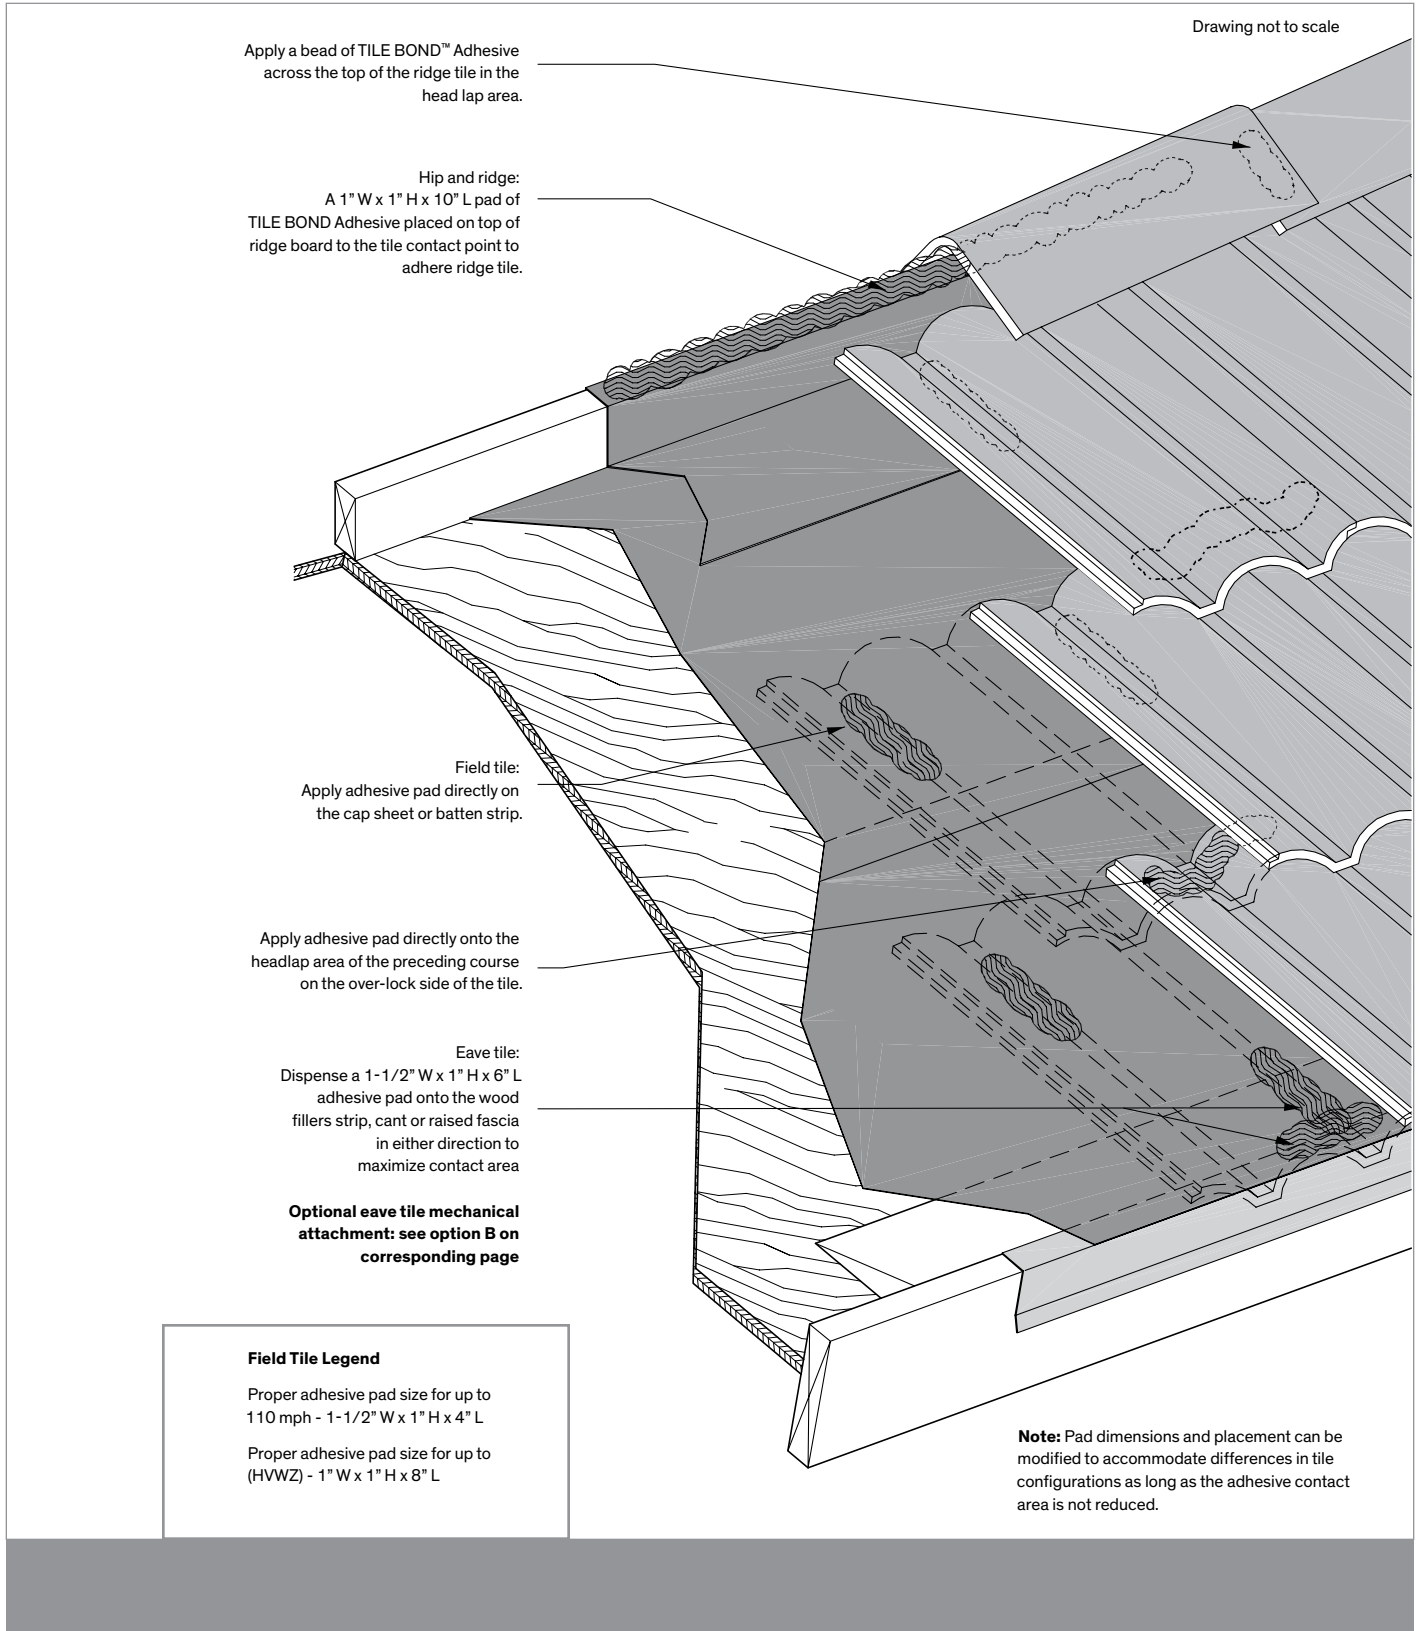 Drawing not to scale
Apply a bead of TILE BOND™ Adhesive
across the top of the ridge tile in the
head lap area.
Hip and ridge:
A 1” W x 1” H x 10” L pad of
TILE BOND Adhesive placed on top of
ridge board to the tile contact point to
adhere ridge tile.
Field tile:
Apply adhesive pad directly on
the cap sheet or batten strip.
Apply adhesive pad directly onto the
headlap area of the preceding course
on the over-lock side of the tile.
Eave tile:
Dispense a 1-1/2” W x 1” H x 6” L
adhesive pad onto the wood
fillers strip, cant or raised fascia
in either direction to
maximize contact area
Optional eave tile mechanical
attachment: see option B on
corresponding page
Field Tile Legend
Proper adhesive pad size for up to
110 mph - 1-1/2” W x 1” H x 4” L
Proper adhesive pad size for up to
(HVWZ) - 1” W x 1” H x 8” L
Note: Pad dimensions and placement can be
modified to accommodate differences in tile
configurations as long as the adhesive contact
area is not reduced.